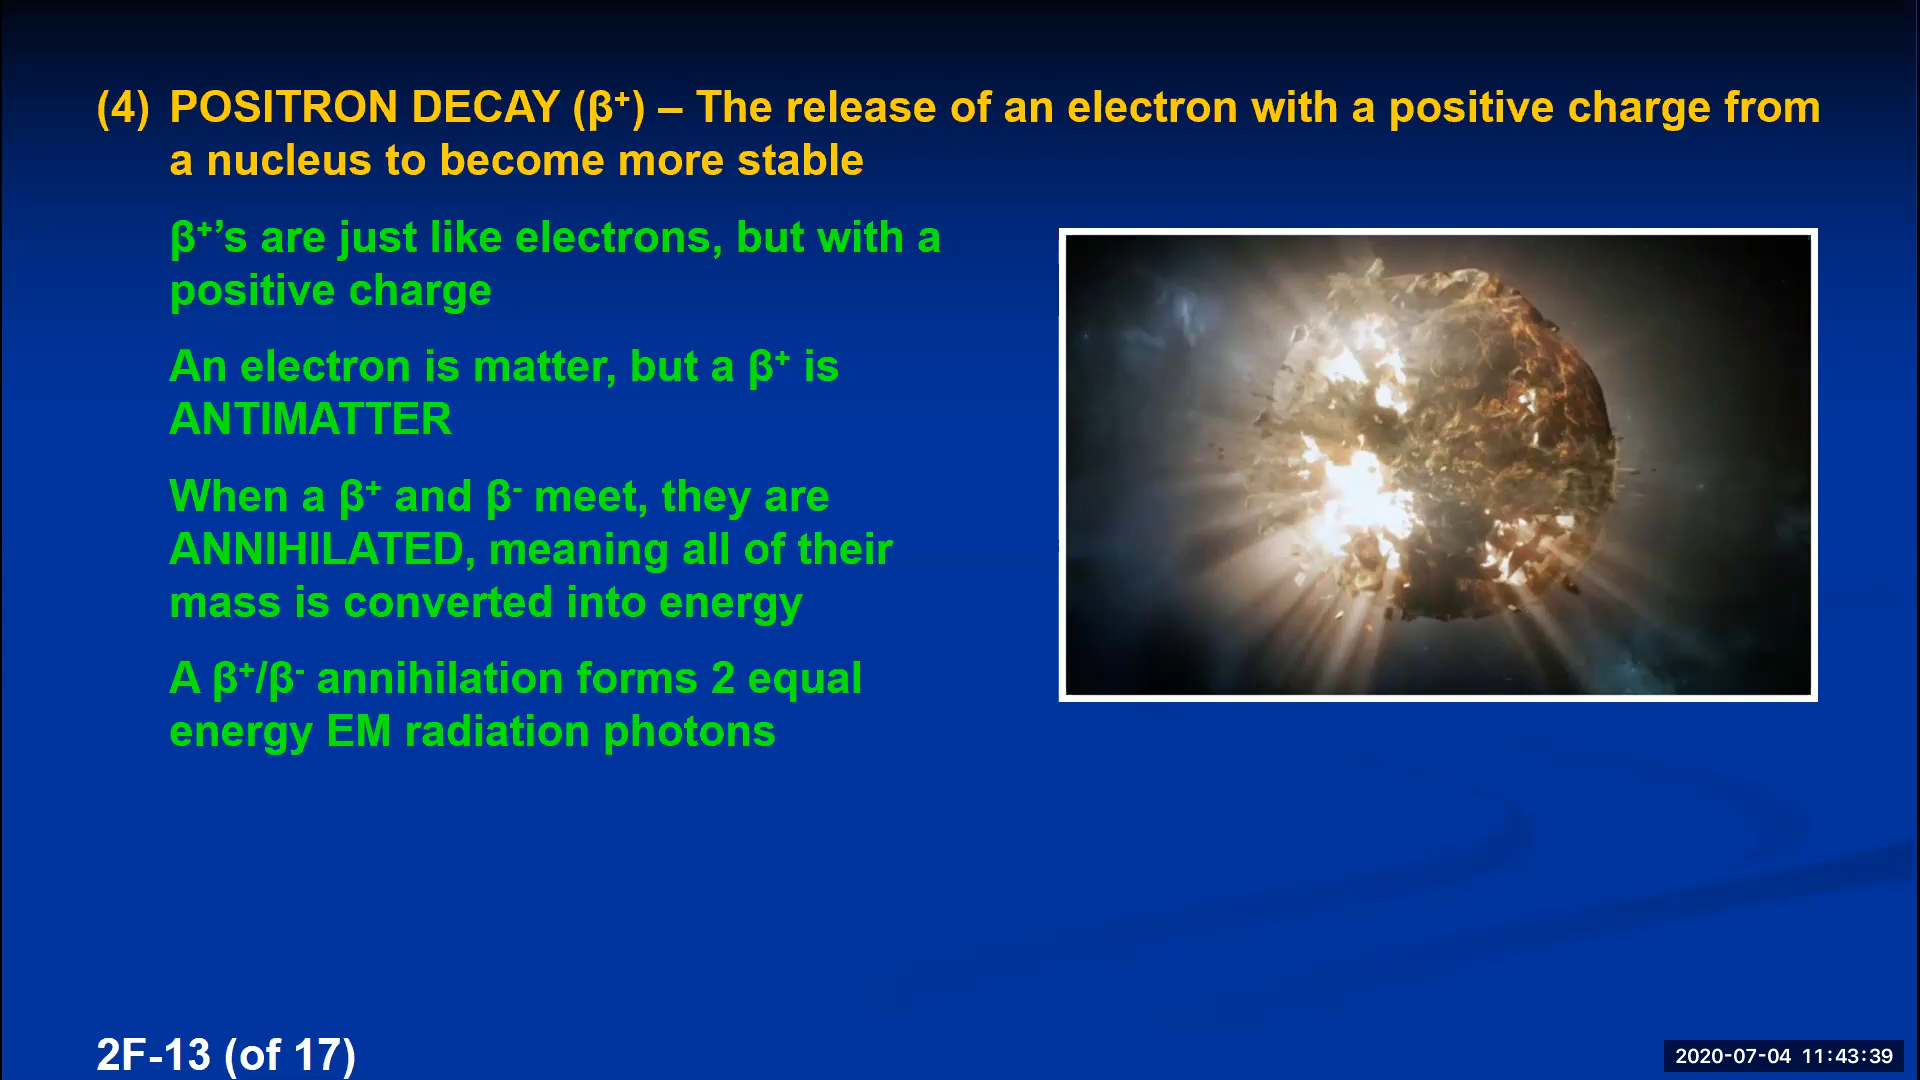 (4) POSITRON DECAY (β⁺) – The release of an electron with a positive charge from
a nucleus to become more stable
β⁺’s are just like electrons, but with a
positive charge
An electron is matter, but a β⁺ is
ANTIMATTER
When a β⁺ and β⁻ meet, they are
ANNIHILATED, meaning all of their
mass is converted into energy
A β⁺/β⁻ annihilation forms 2 equal
energy EM radiation photons
2F-13 (of 17)
2020-07-04 11:43:39